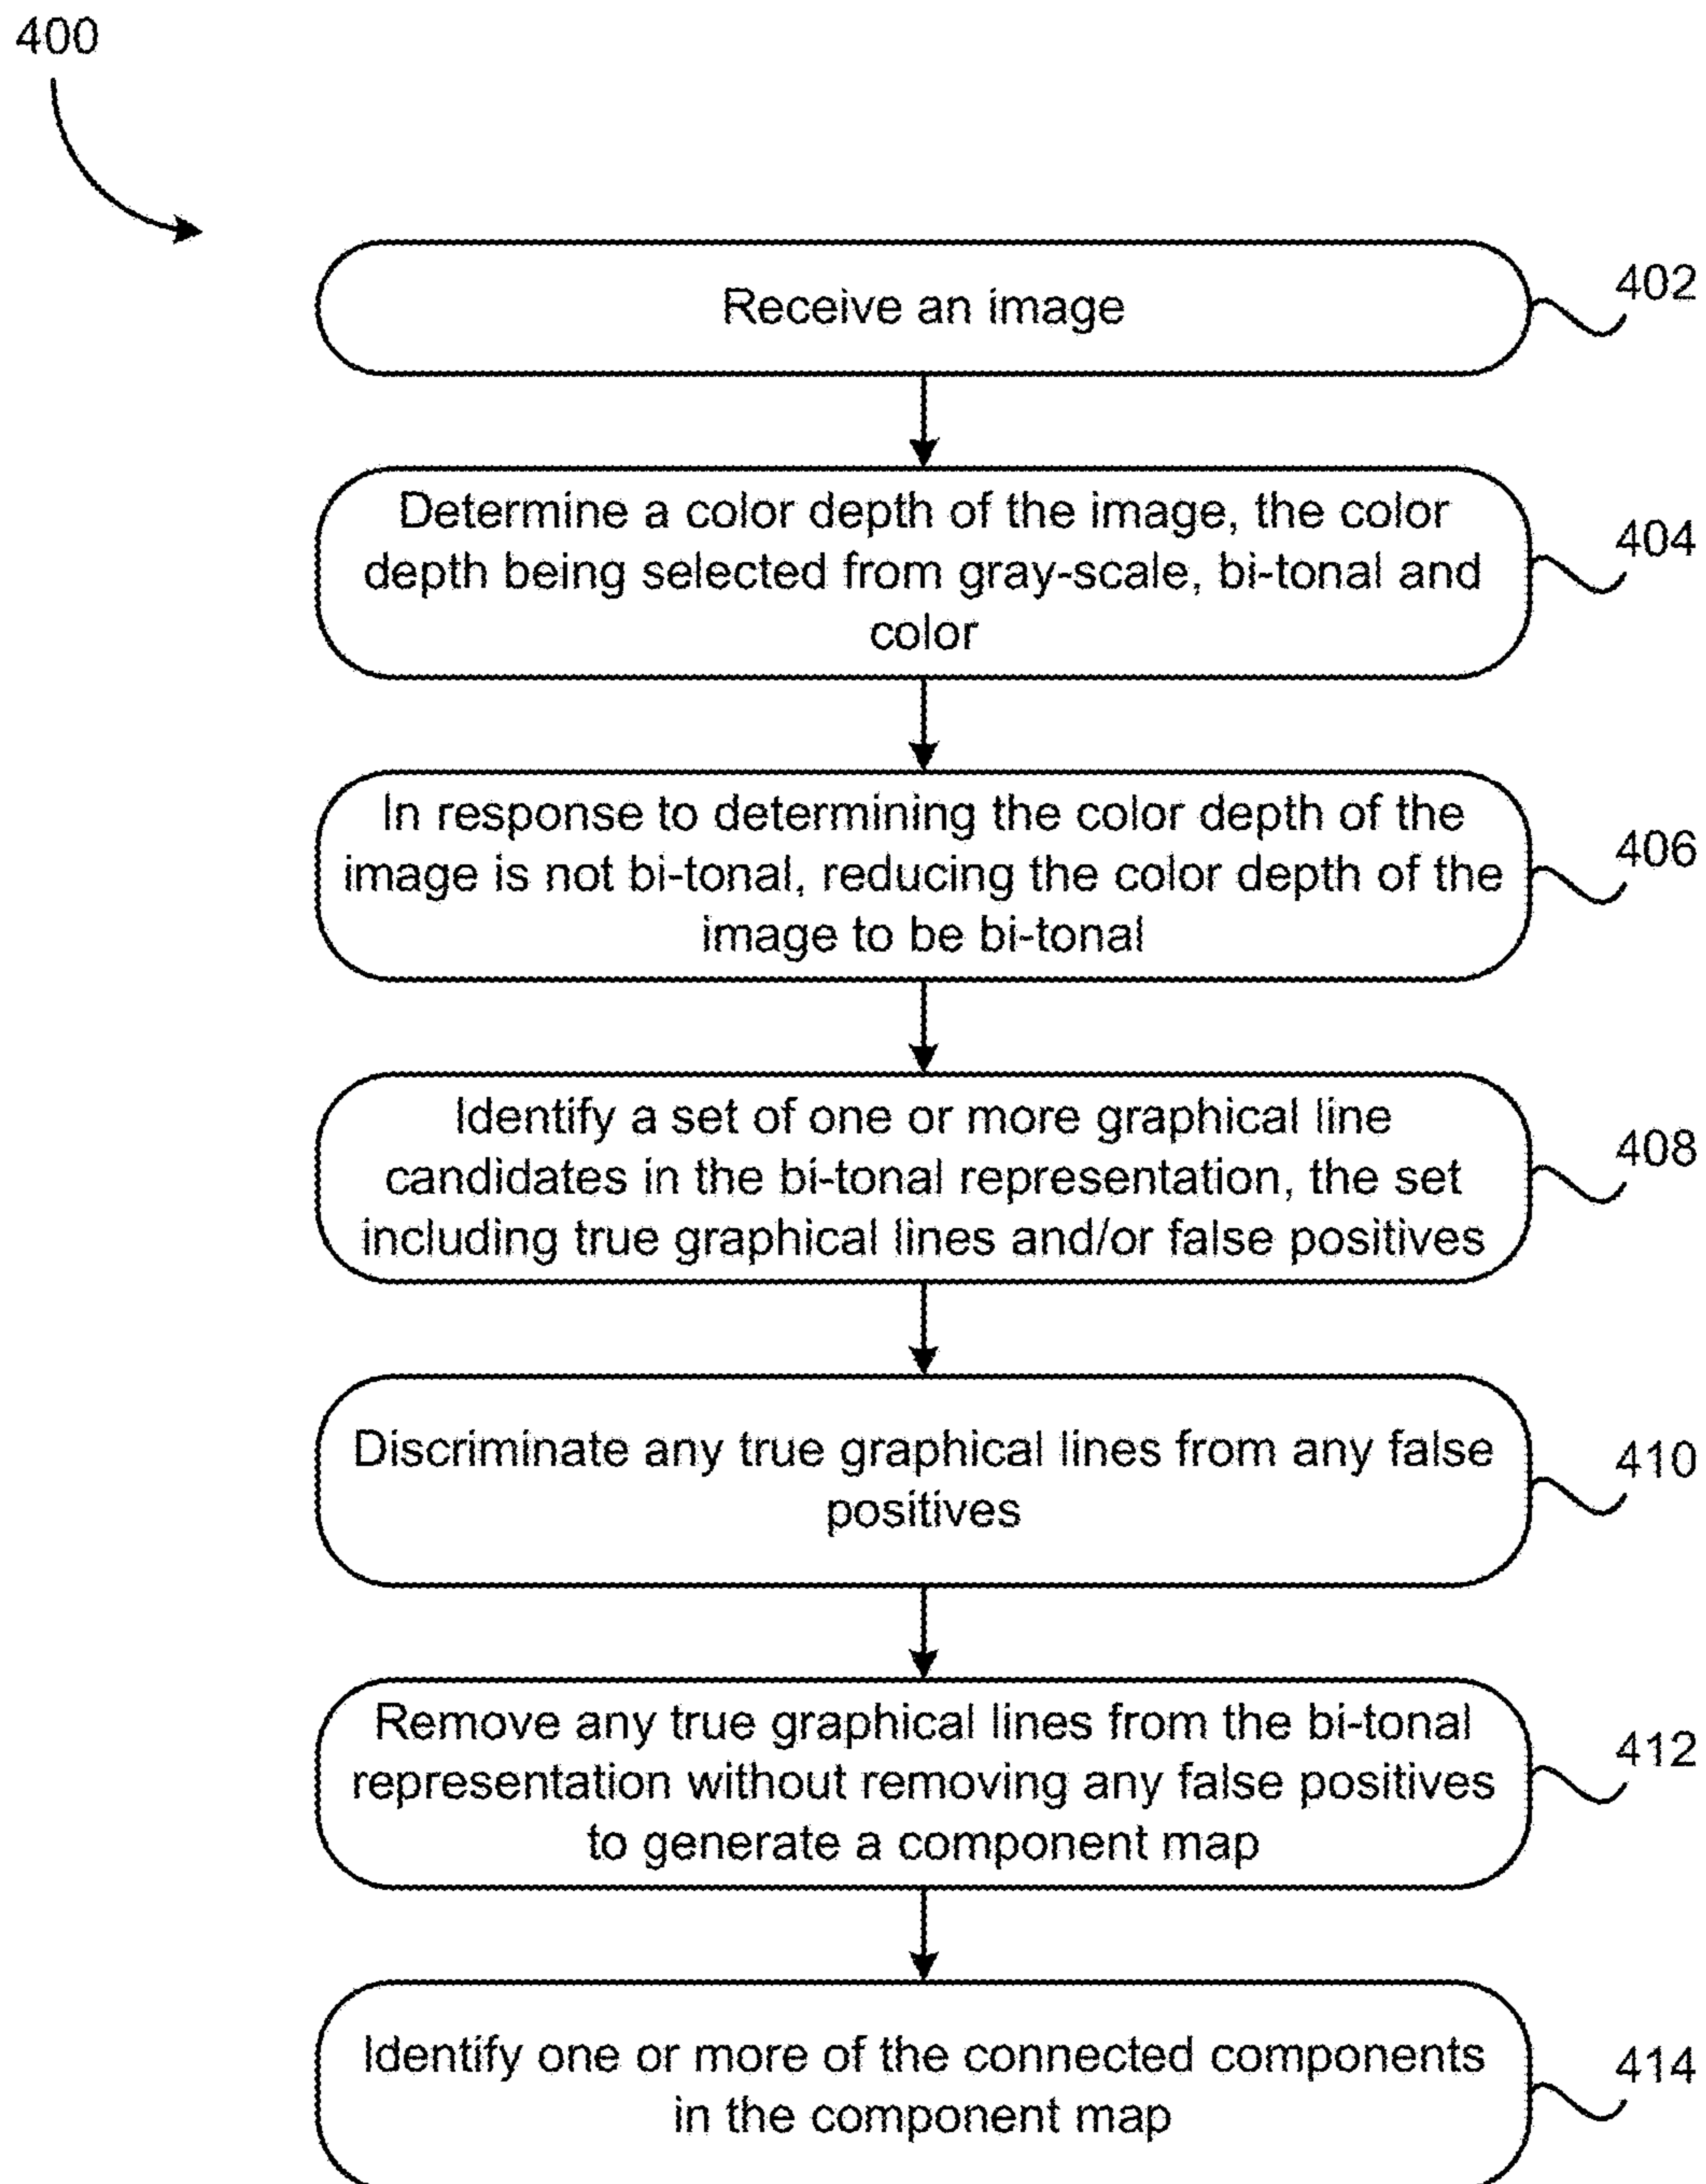 400
Receive an image
402
Determine a color depth of the image, the color
depth being selected from gray-scale, bi-tonal and
color
404
In response to determining the color depth of the
image is not bi-tonal, reducing the color depth of the
image to be bi-tonal
406
Identify a set of one or more graphical line
candidates in the bi-tonal representation, the set
including true graphical lines and/or false positives
408
Discriminate any true graphical lines from any false
positives
410
Remove any true graphical lines from the bi-tonal
representation without removing any false positives
to generate a component map
412
Identify one or more of the connected components
in the component map
414